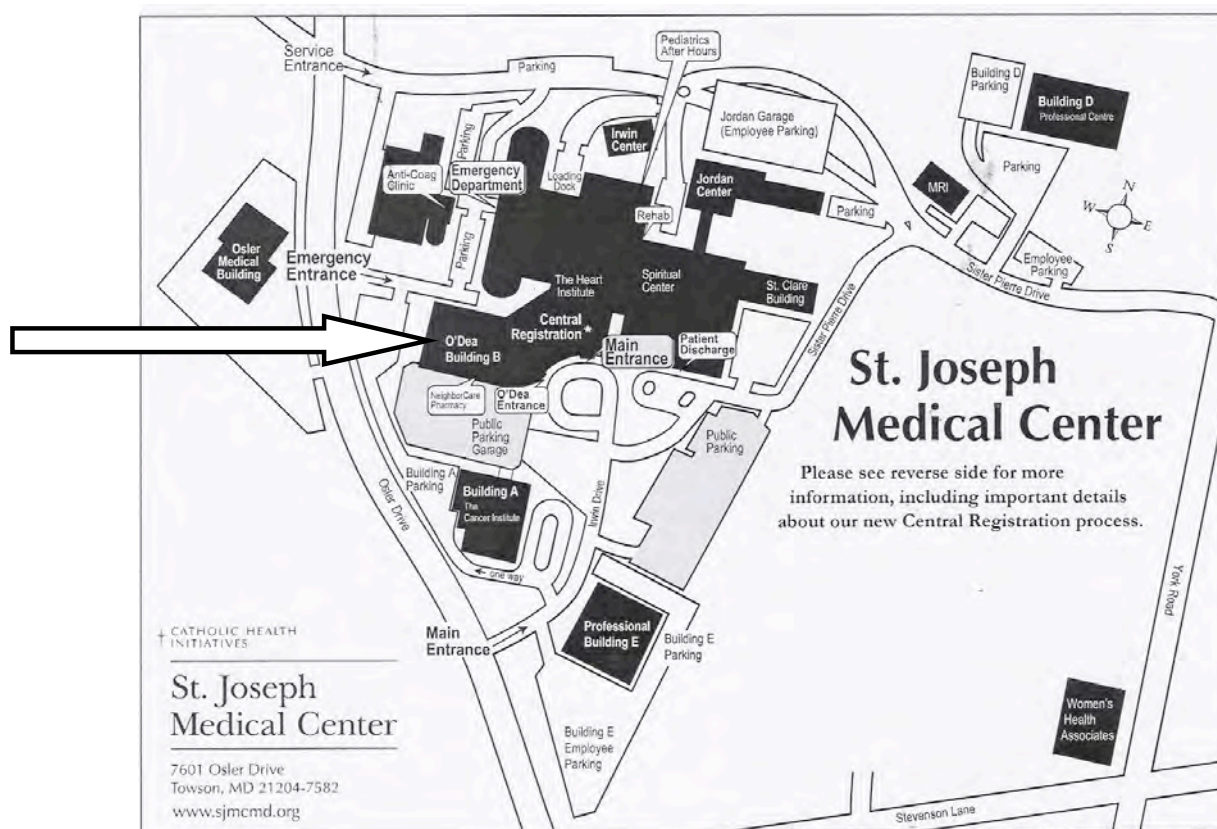 Service
Entrance
Parking
Pediatrics
After Hours
Building D
Parking
Building D
Professional Centre
Irwin
Center
Jordan Garage
(Employee Parking)
Parking
Anti-Coag
Clinic
Parking
Emergency
Department
Loading
Dock
Jordan
Center
Rehab
Parking
MRI
Parking
N
W
E
S
Osler
Medical
Building
Emergency
Entrance
Parking
The Heart
Institute
Spiritual
Center
St. Clare
Building
Employee
Parking
Sister Pierre Drive
Sister Pierre Drive
Central
Registration *
O'Dea
Building B
Main
Entrance
Patient
Discharge
NeighborCare
Pharmacy
O'Dea
Entrance
Public
Parking
Garage
Public
Parking
St. Joseph
Medical Center
Please see reverse side for more
information, including important details
about our new Central Registration process.
Building A
Parking
Osler Drive
Building A
The
Cancer Institute
Irwin Drive
one way
York Road
Main
Entrance
Professional
Building E
Building E
Parking
Building E
Employee
Parking
Women's
Health
Associates
Stevenson Lane
CATHOLIC HEALTH
INITIATIVES
St. Joseph
Medical Center
7601 Osler Drive
Towson, MD 21204-7582
www.sjmcmd.org